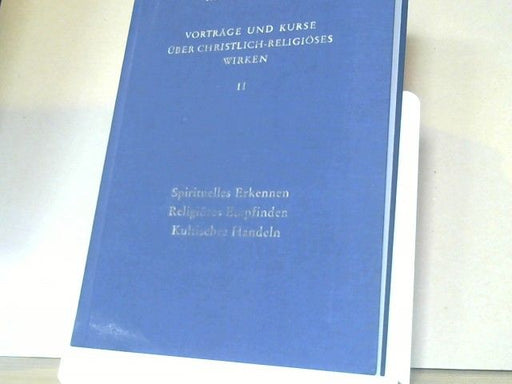 VORTRÄGE UND KURSE
ÜBER CHRISTLICH-RELIGIÖSES
WIRKEN
II
Spirituelles Erkennen
Religiöses Empfinden
Kultisches Handeln